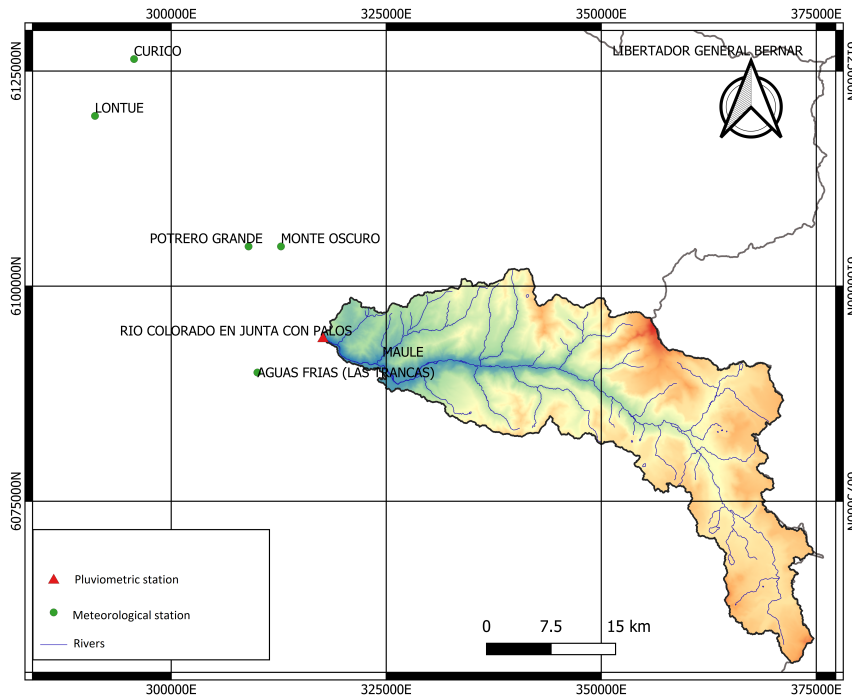 300000E 325000E 350000E 375000E
CURICO
LIBERTADOR GENERAL BERNAR
6125000N
LONTUE
POTRERO GRANDE MONTE OSCURO
6100000N
RIO COLORADO EN JUNTA CON PALOS
MAULE
AGUAS FRIAS (LAS TRANCAS)
6075000N
Pluviometric station
Meteorological station
Rivers
0 7.5 15 km
300000E 325000E 350000E 375000E